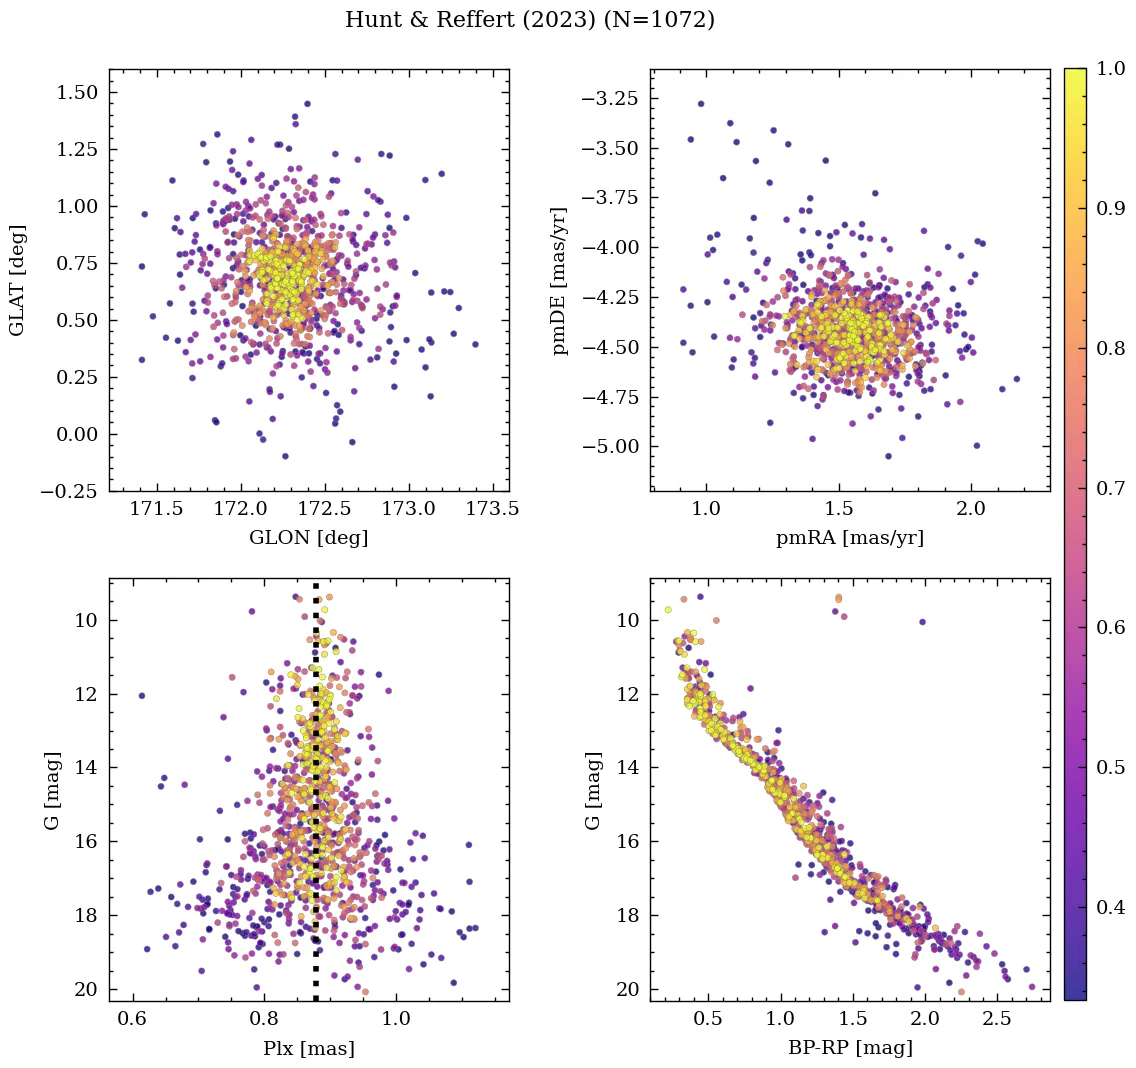 Hunt & Reffert (2023) (N=1072)
1.50
1.25
1.00
0.75
0.50
0.25
0.00
−0.25
GLAT [deg]
171.5 172.0 172.5 173.0 173.5
GLON [deg]
−3.25
−3.50
−3.75
−4.00
−4.25
−4.50
−4.75
−5.00
pmDE [mas/yr]
1.0 1.5 2.0
pmRA [mas/yr]
10
12
14
16
18
20
G [mag]
0.6 0.8 1.0
Plx [mas]
10
12
14
16
18
20
G [mag]
0.5 1.0 1.5 2.0 2.5
BP-RP [mag]
1.0
0.9
0.8
0.7
0.6
0.5
0.4